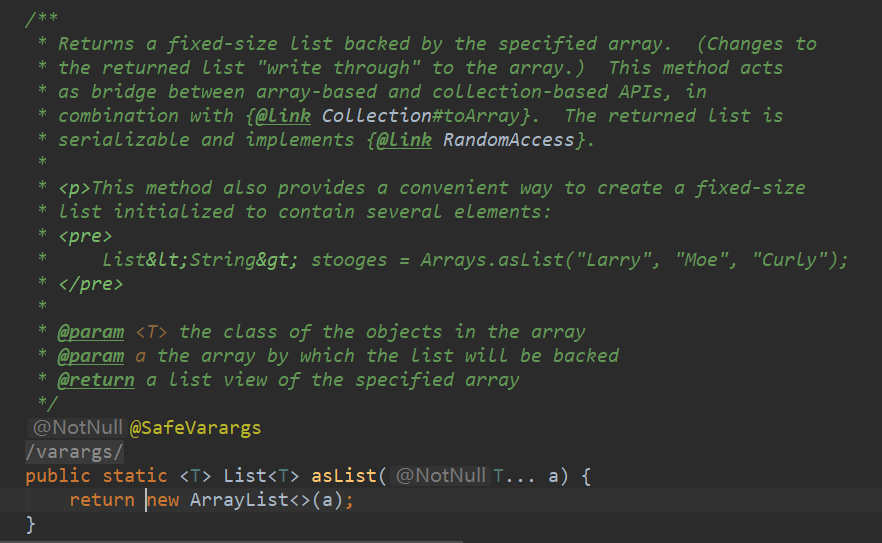 /**
 * Returns a fixed-size list backed by the specified array.  (Changes to
 * the returned list "write through" to the array.)  This method acts
 * as bridge between array-based and collection-based APIs, in
 * combination with {@link Collection#toArray}.  The returned list is
 * serializable and implements {@link RandomAccess}.
 *
 * <p>This method also provides a convenient way to create a fixed-size
 * list initialized to contain several elements:
 * <pre>
 *     List&lt;String&gt; stooges = Arrays.asList("Larry", "Moe", "Curly");
 * </pre>
 *
 * @param <T> the class of the objects in the array
 * @param a the array by which the list will be backed
 * @return a list view of the specified array
 */
@NotNull @SafeVarargs
/varargs/
public static <T> List<T> asList( @NotNull T... a) {
    return new ArrayList<>(a);
}